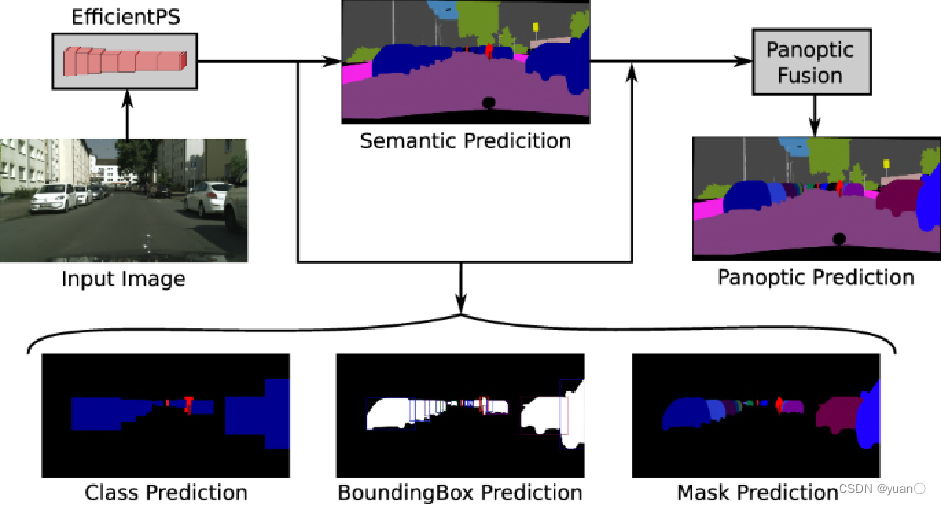 EfficientPS
Panoptic
Fusion
Semantic Predicition
Input Image
Panoptic Prediction
Class Prediction
BoundingBox Prediction
Mask Prediction
CSDN @yuan〇